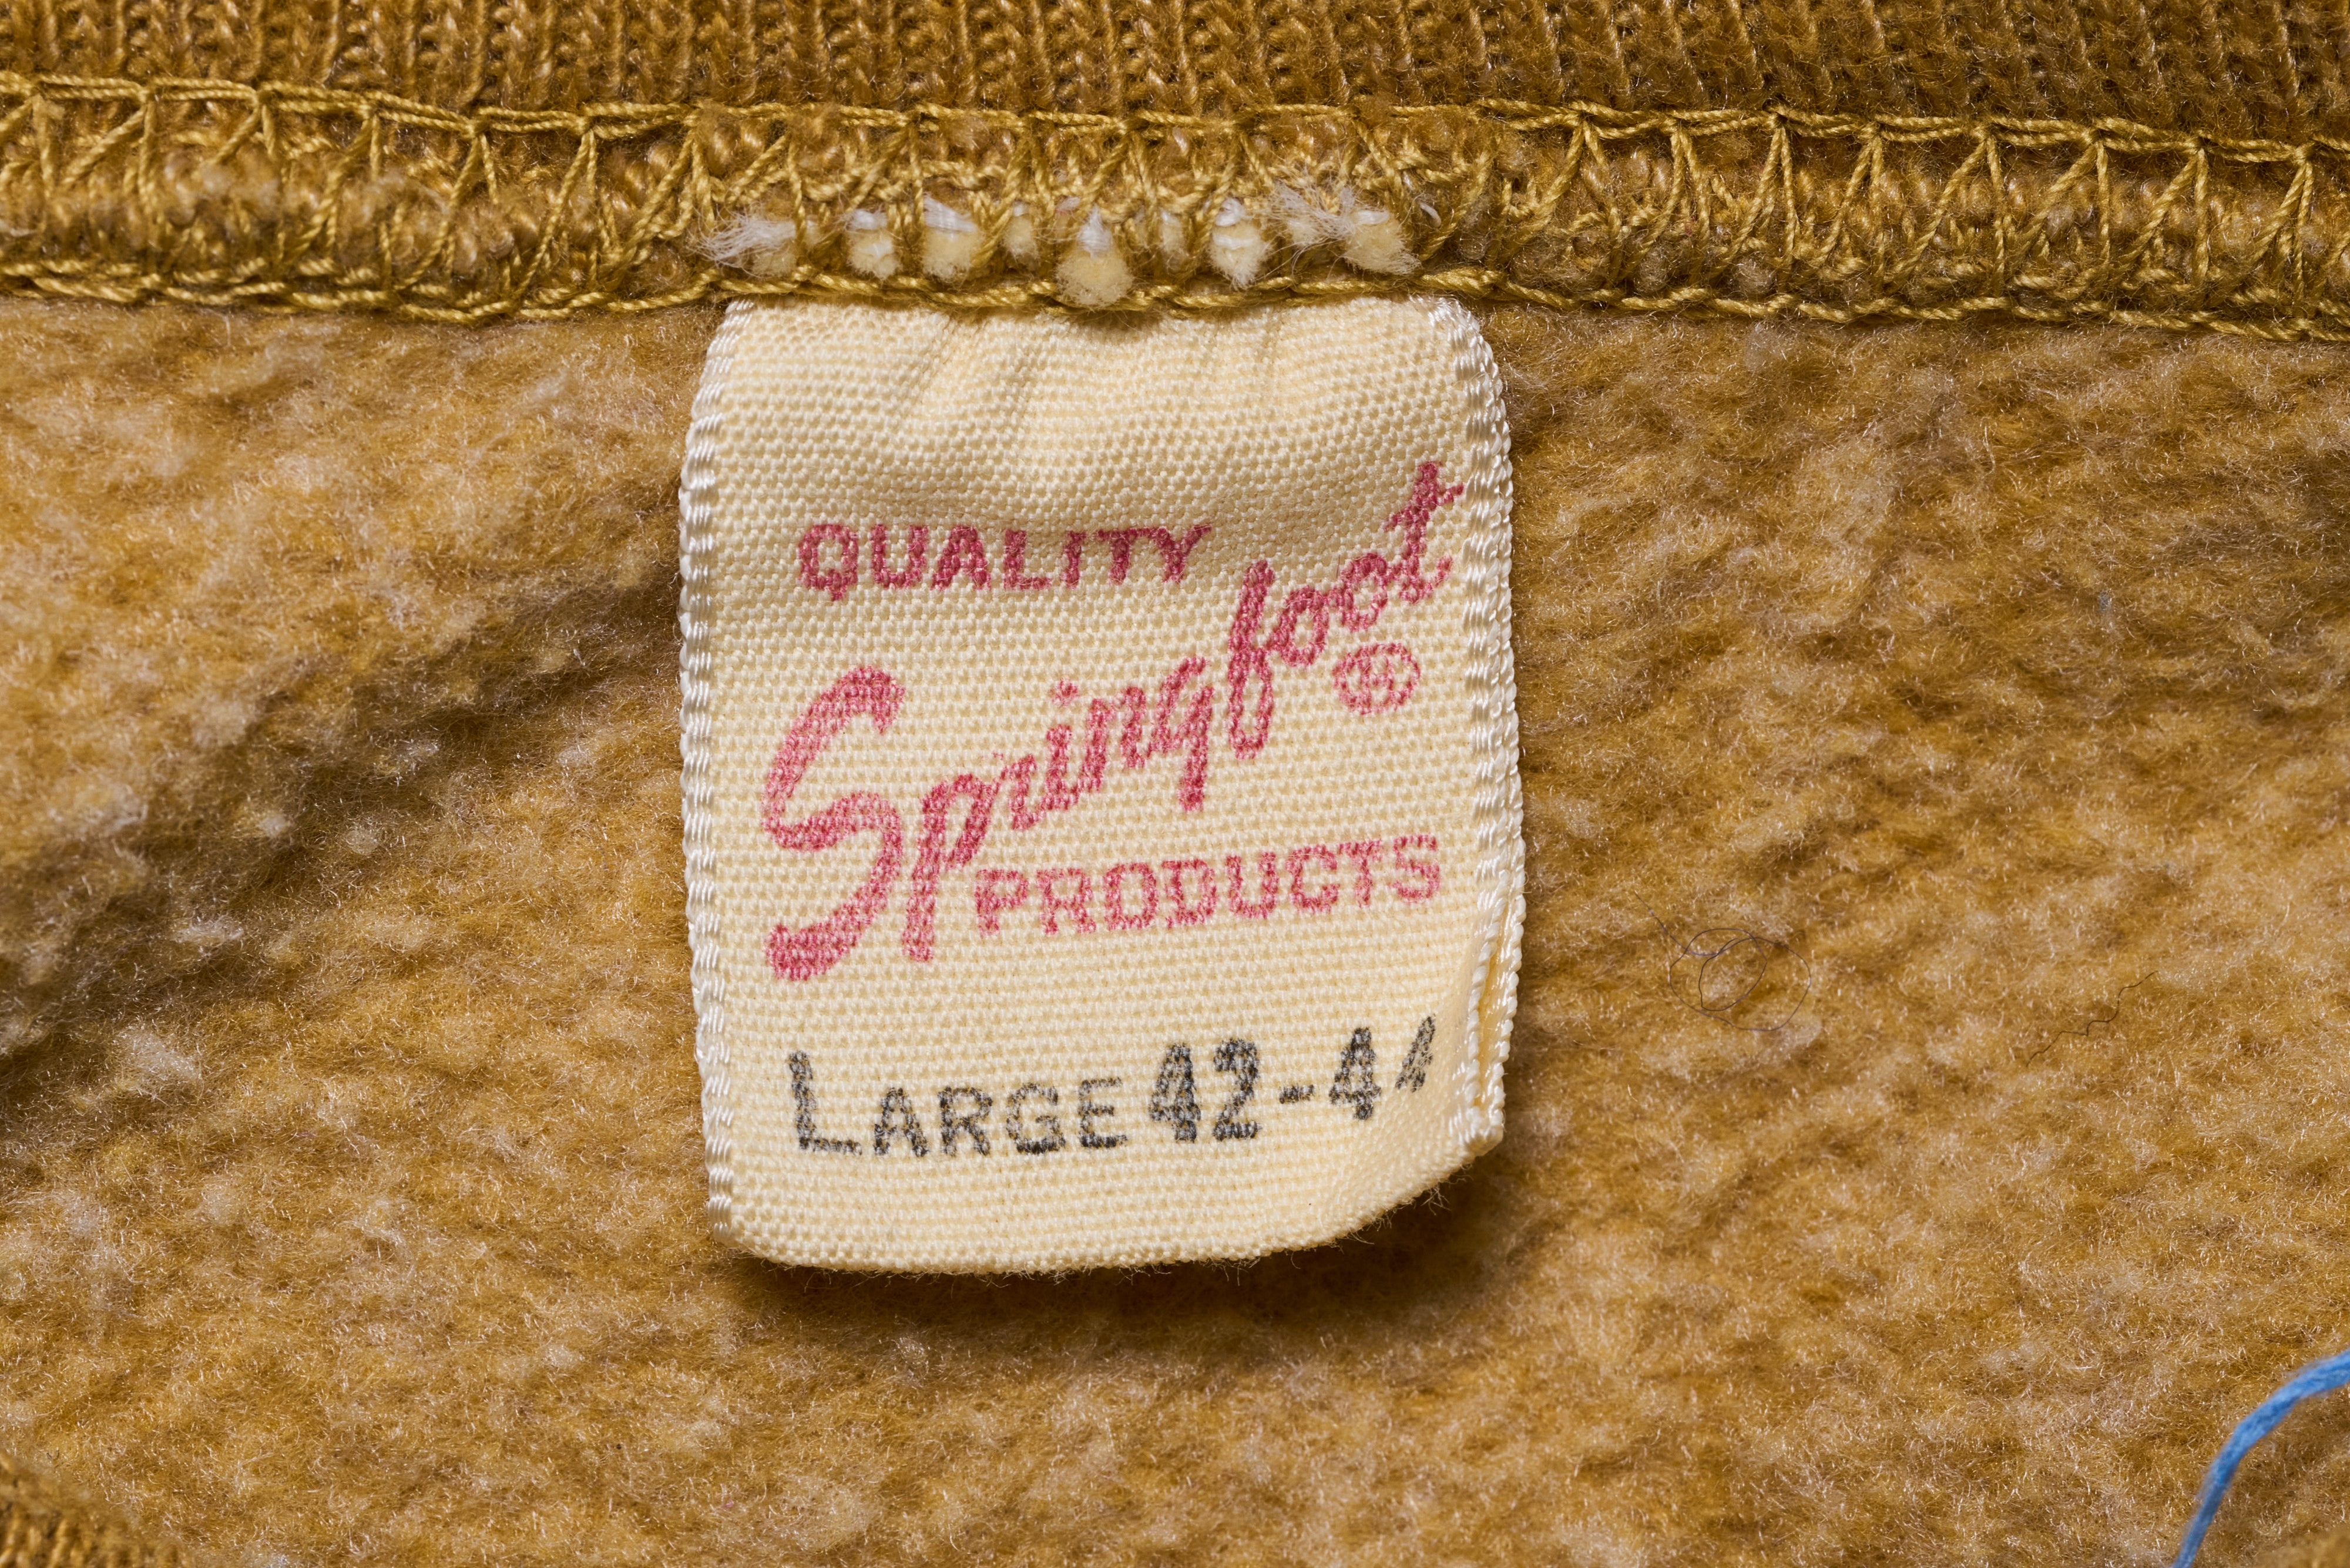 QUALITY
Springfoot®
PRODUCTS
LARGE 42-44